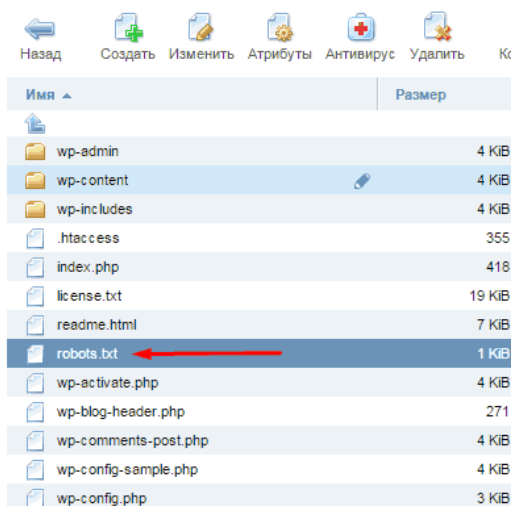 Назад Создать Изменить Атрибуты Антивирус Удалить
Имя Размер
wp-admin 4 KiB
wp-content 4 KiB
wp-includes 4 KiB
.htaccess 355
index.php 418
license.txt 19 KiB
readme.html 7 KiB
robots.txt 1 KiB
wp-activate.php 4 KiB
wp-blog-header.php 271
wp-comments-post.php 4 KiB
wp-config-sample.php 4 KiB
wp-config.php 3 KiB